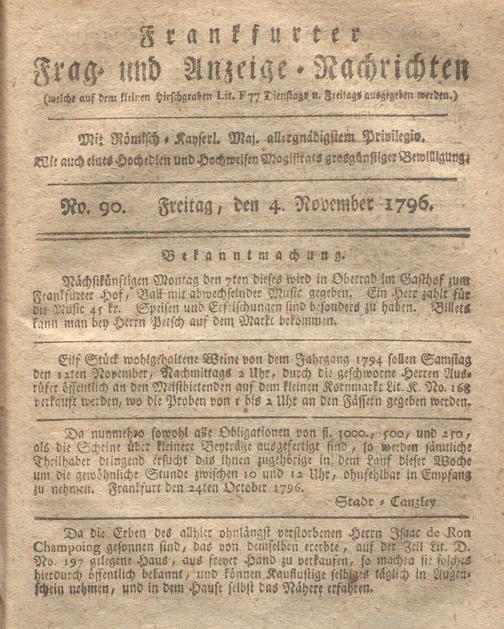 Frankfurter
Frag- und Anzeige-Nachrichten
(welche auf dem kleinen Hirschgraben Lit. F 77 Dienstags u. Freitags ausgegeben werden.)
Mit Römisch-Kayserl. Maj. allergnädigstem Privilegio.
Wie auch eines Hochedlen und Hochweisen Magistrats grosgünstiger Bewilligung.
No. 90. Freitag, den 4. November 1796.
Bekanntmachung.
Nächstkünftigen Montag den 7ten dieses wird in Oberrad im Gasthof zum
Frankfurter Hof, Ball mit abwechselnder Music gegeben. Ein Herr zahlt für
die Music 45 kr. Speisen und Erfrischungen sind besonders zu haben. Billets
kann man bey Herrn Petsch auf dem Markt bekommen.
Eilf Stück wohlgehaltene Weine von dem Jahrgang 1794 sollen Samstag
den 12ten November, Nachmittags 2 Uhr, durch die geschworne Herren Aus-
rüfer öffentlich an den Meistbietenden auf dem kleinen Kornmarkt Lit. K. No. 168
verkauft werden, wo die Proben von 1 bis 2 Uhr an den Fässern gegeben werden.
Da nunmehro sowohl alle Obligationen von fl. 1000., 500, und 250,
als die Scheine über kleinere Beyträge ausgefertigt sind, so werden sämtliche
Theilhaber dringend ersucht das ihnen zugehörige in dem Lauf dieser Woche
um die gewöhnliche Stunde zwischen 10 und 12 Uhr, ohnfehlbar in Empfang
zu nehmen. Frankfurt den 24ten October 1796.
Stadt-Canzley
Da die Erben des allhier ohnlängst verstorbenen Herrn Isaac de Ron
Champoing gesonnen sind, das von demselben ererbte, auf der Zeil Lit. D.
No. 197 gelegene Haus, aus freyer Hand zu verkaufen, so machen sie solches
hierdurch öffentlich bekannt, und können Kauflustige selbiges täglich in Augen-
schein nehmen, und in dem Hause selbst das Nähere erfahren.